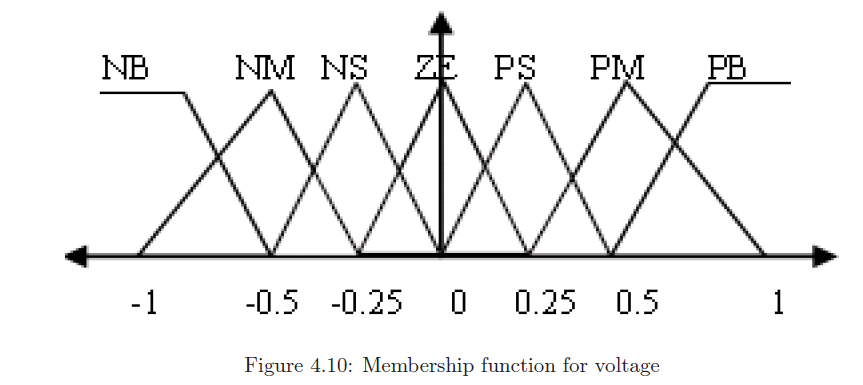 NB NM NS ZE PS PM PB
-1 -0.5 -0.25 0 0.25 0.5 1
Figure 4.10: Membership function for voltage